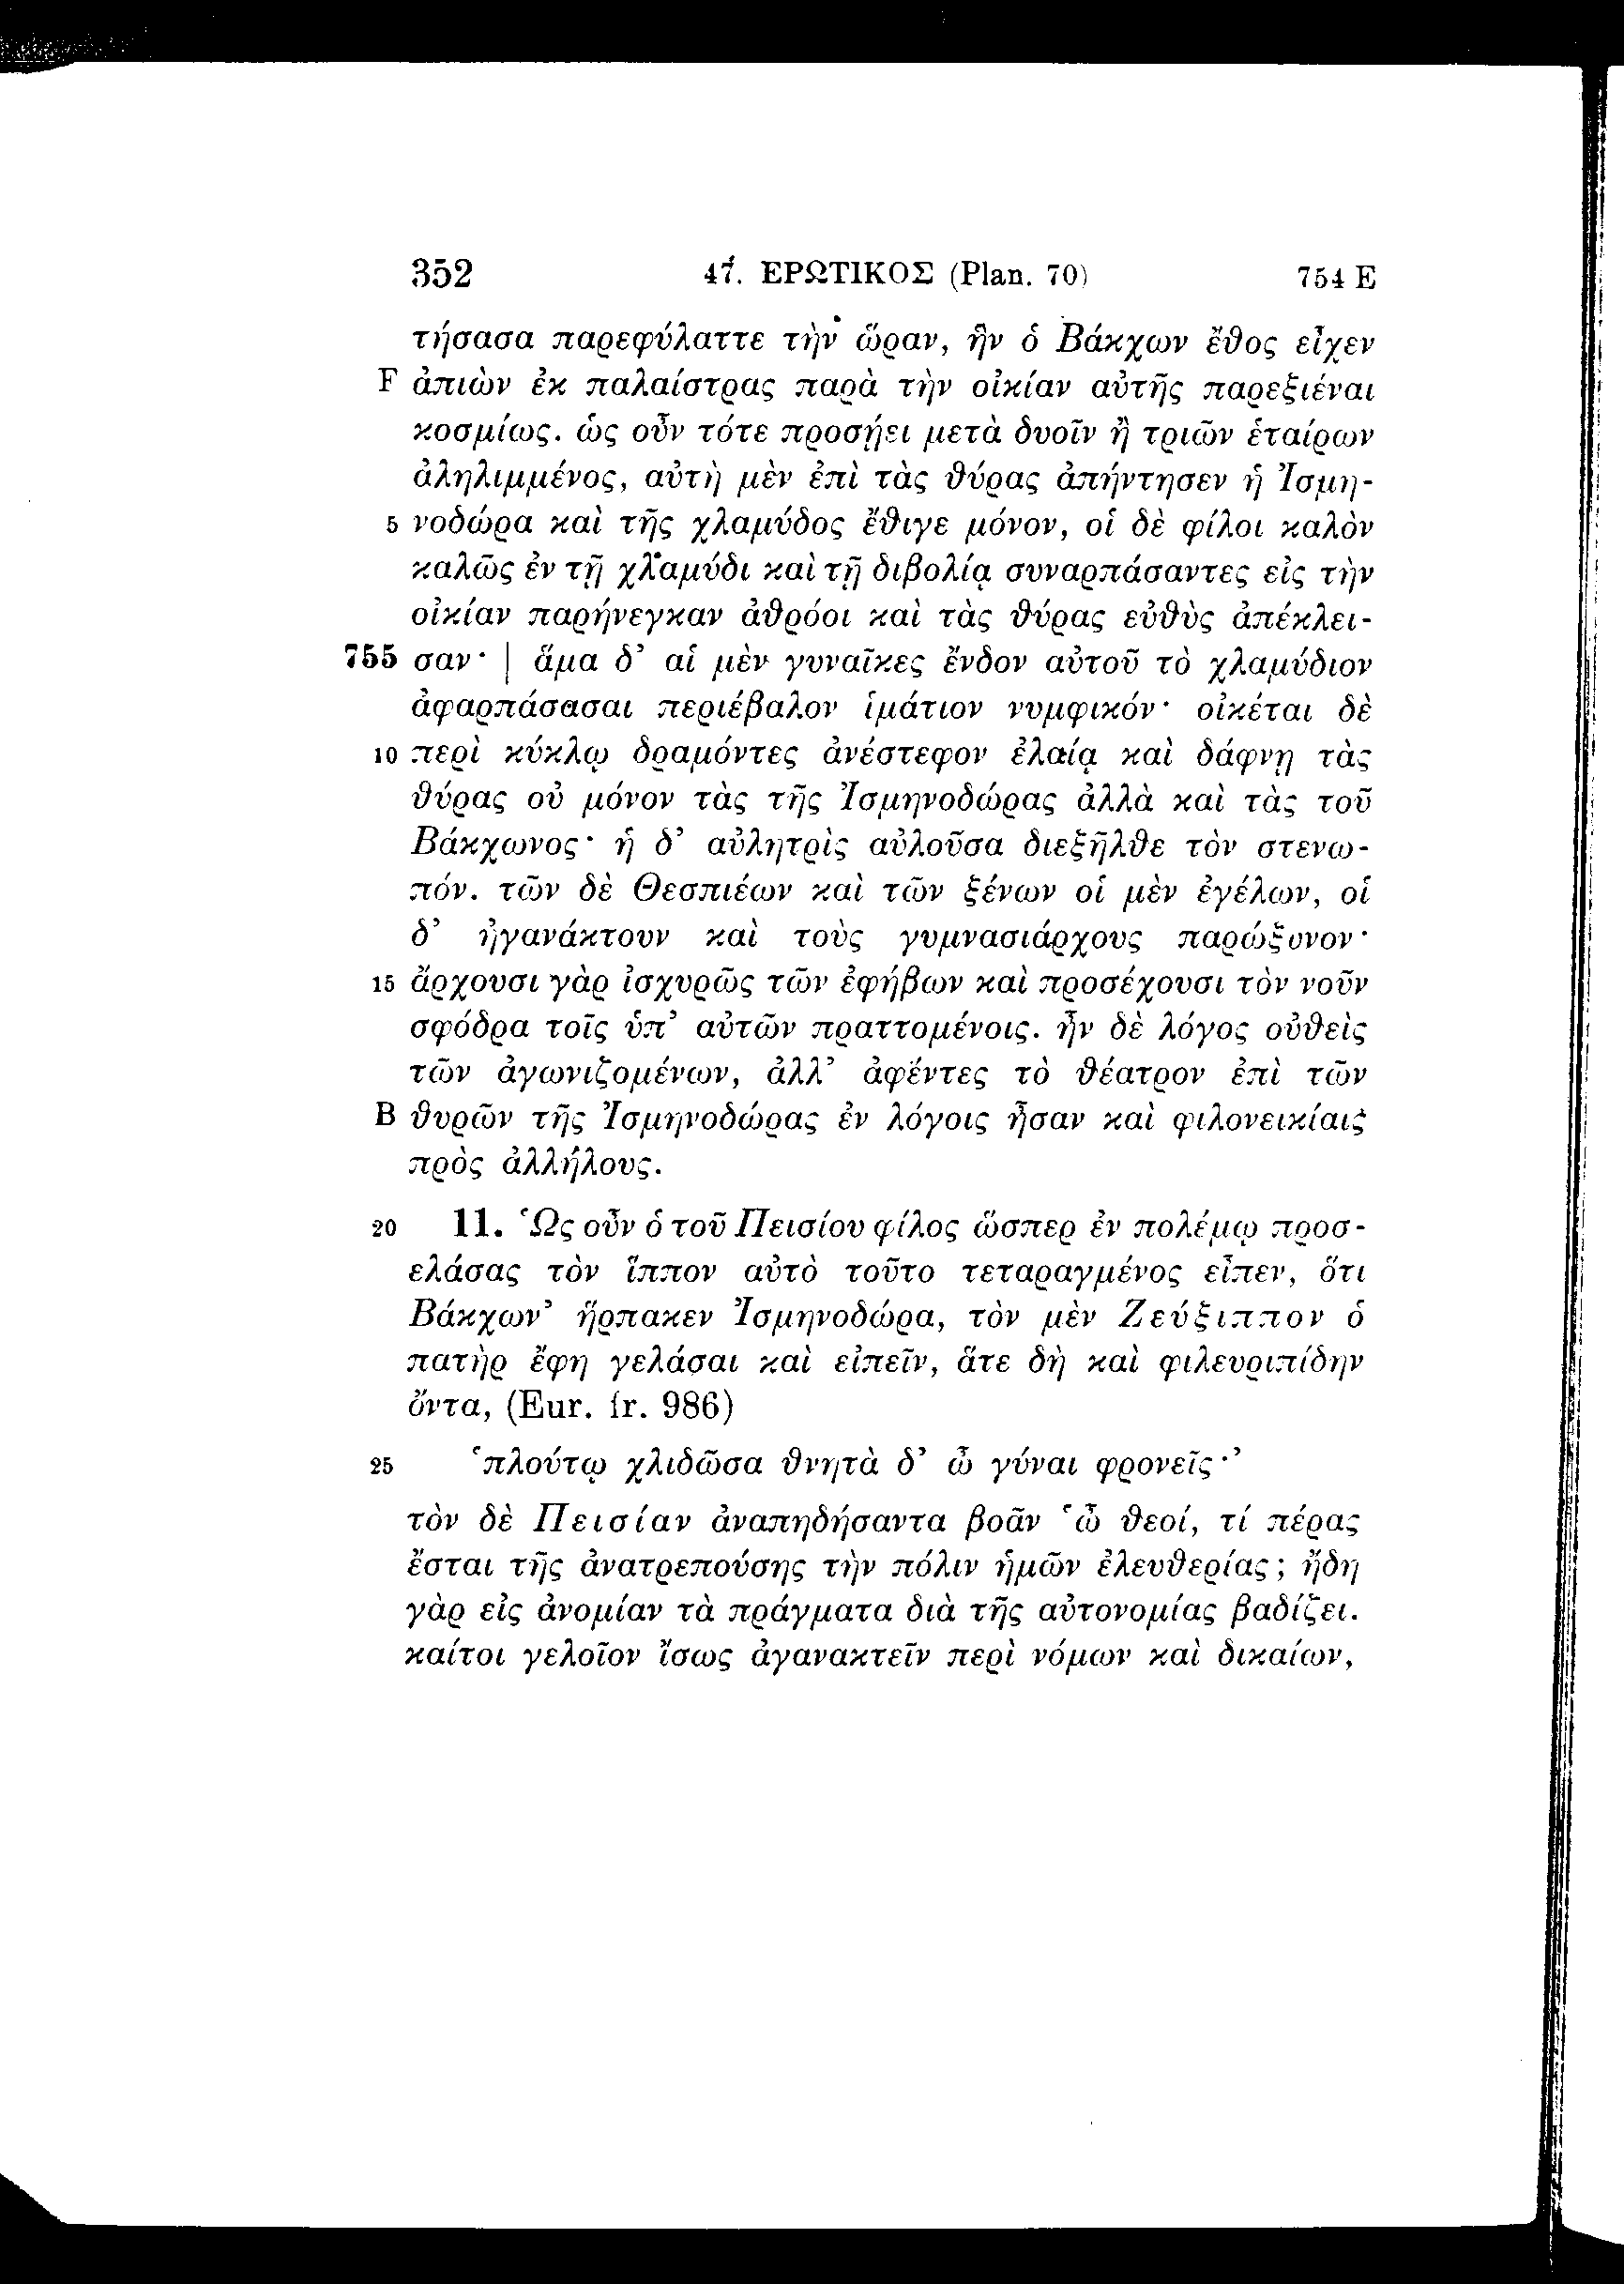 352 47. ΕΡΩΤΙΚΟΣ (Plan. 70) 754 E
τήσασα παρεφύλαττε τὴν ὥραν, ἣν ὁ Βάκχων ἔθος εἶχεν
F ἀπιὼν ἐκ παλαίστρας παρὰ τὴν οἰκίαν αὐτῆς παρεξιέναι
κοσμίως. ὡς οὖν τότε προσῄει μετὰ δυοῖν ἢ τριῶν ἑταίρων
ἀληλιμμένος, αὐτὴ μὲν ἐπὶ τὰς θύρας ἀπήντησεν ἡ Ἰσμη-
5 νοδώρα καὶ τῆς χλαμύδος ἔθιγε μόνον, οἱ δὲ φίλοι καλὸν
καλῶς ἐν τῇ χλαμύδι καὶ τῇ διβολίᾳ συναρπάσαντες εἰς τὴν
οἰκίαν παρήνεγκαν ἀθρόοι καὶ τὰς θύρας εὐθὺς ἀπέκλει-
755 σαν· | ἅμα δ’ αἱ μὲν γυναῖκες ἔνδον αὐτοῦ τὸ χλαμύδιον
ἀφαρπάσασαι περιέβαλον ἱμάτιον νυμφικόν· οἰκέται δὲ
10 περὶ κύκλῳ δραμόντες ἀνέστεφον ἐλαίᾳ καὶ δάφνῃ τὰς
θύρας οὐ μόνον τὰς τῆς Ἰσμηνοδώρας ἀλλὰ καὶ τὰς τοῦ
Βάκχωνος· ἡ δ’ αὐλητρὶς αὐλοῦσα διεξῆλθε τὸν στενω-
πόν. τῶν δὲ Θεσπιέων καὶ τῶν ξένων οἱ μὲν ἐγέλων, οἱ
δ’ ἠγανάκτουν καὶ τοὺς γυμνασιάρχους παρώξυνον·
15 ἄρχουσι γὰρ ἰσχυρῶς τῶν ἐφήβων καὶ προσέχουσι τὸν νοῦν
σφόδρα τοῖς ὑπ’ αὐτῶν πραττομένοις. ἦν δὲ λόγος οὐθεὶς
τῶν ἀγωνιζομένων, ἀλλ’ ἀφέντες τὸ θέατρον ἐπὶ τῶν
B θυρῶν τῆς Ἰσμηνοδώρας ἐν λόγοις ἦσαν καὶ φιλονεικίαις
πρὸς ἀλλήλους.
20 11. Ὡς οὖν ὁ τοῦ Πεισίου φίλος ὥσπερ ἐν πολέμῳ προσ-
ελάσας τὸν ἵππον αὐτὸ τοῦτο τεταραγμένος εἶπεν, ὅτι
Βάκχων’ ἥρπακεν Ἰσμηνοδώρα, τὸν μὲν Ζεύξιππον ὁ
πατὴρ ἔφη γελάσαι καὶ εἰπεῖν, ἅτε δὴ καὶ φιλευριπίδην
ὄντα, (Eur. fr. 986)
25 ‘πλούτῳ χλιδῶσα θνητὰ δ’ ὦ γύναι φρονεῖς·’
τὸν δὲ Πεισίαν ἀναπηδήσαντα βοᾶν ‘ὦ θεοί, τί πέρας
ἔσται τῆς ἀνατρεπούσης τὴν πόλιν ἡμῶν ἐλευθερίας; ἤδη
γὰρ εἰς ἀνομίαν τὰ πράγματα διὰ τῆς αὐτονομίας βαδίζει.
καίτοι γελοῖον ἴσως ἀγανακτεῖν περὶ νόμων καὶ δικαίων,